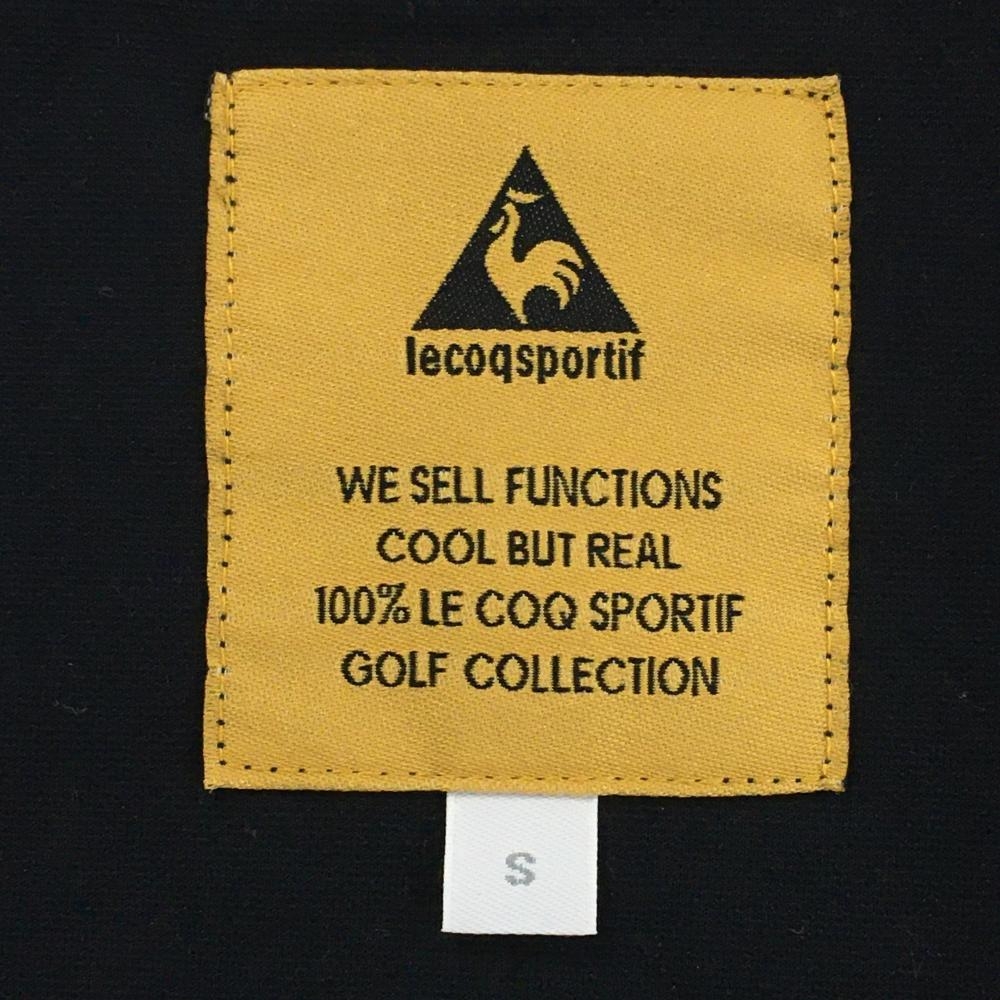 lecoqsportif
WE SELL FUNCTIONS
COOL BUT REAL
100% LE COQ SPORTIF
GOLF COLLECTION
S